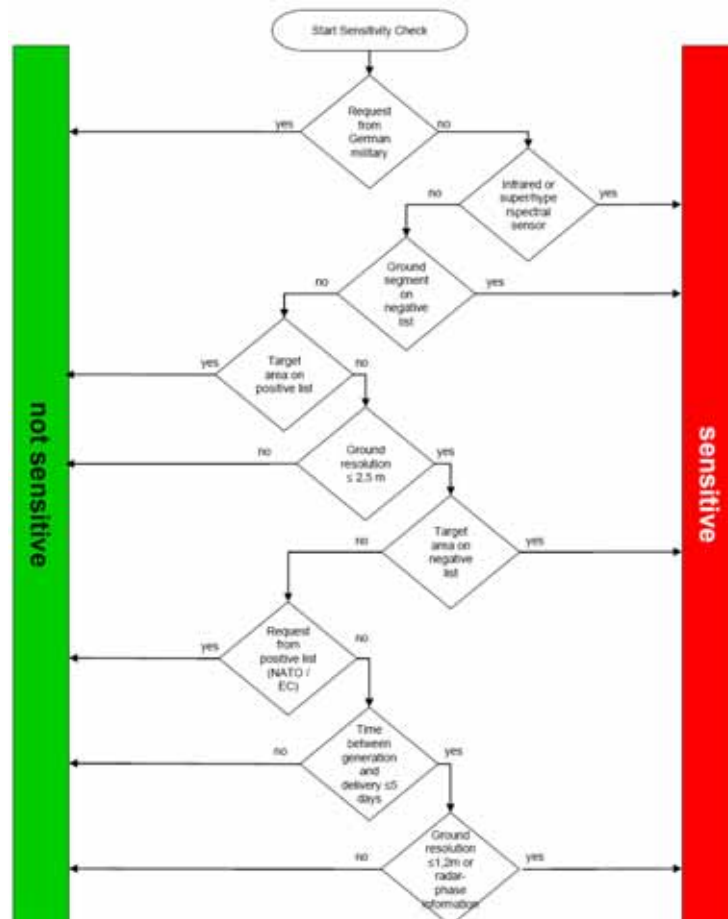 Start Sensitivity Check
Request
from
German
military
yes
no
Infrared or
super/hype
rspectral
sensor
no
yes
Ground
segment
on
negative
list
no
yes
Target
area on
positive list
yes
no
Ground
resolution
≤ 2,5 m
no
yes
Target
area on
negative
list
no
yes
Request
from
positive list
(NATO /
EC)
yes
no
Time
between
generation
and
delivery ≤5
days
no
yes
Ground
resolution
≤1,2m or
radar-
phase
information
no
yes
not sensitive
sensitive